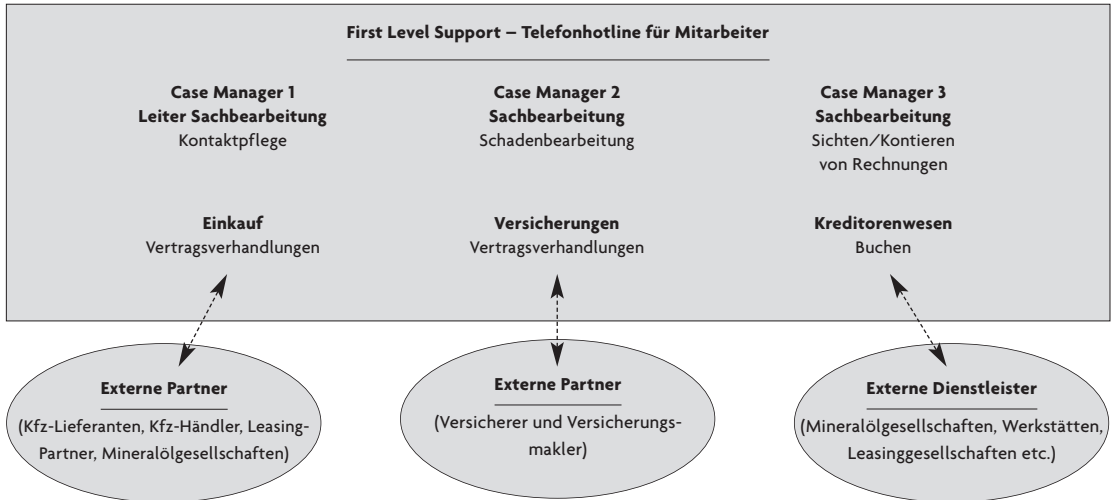 First Level Support – Telefonhotline für Mitarbeiter
Case Manager 1
Leiter Sachbearbeitung
Kontaktpflege
Case Manager 2
Sachbearbeitung
Schadenbearbeitung
Case Manager 3
Sachbearbeitung
Sichten/Kontieren
von Rechnungen
Einkauf
Vertragsverhandlungen
Versicherungen
Vertragsverhandlungen
Kreditorenwesen
Buchen
Externe Partner
(Kfz-Lieferanten, Kfz-Händler, Leasing-
Partner, Mineralölgesellschaften)
Externe Partner
(Versicherer und Versicherungs-
makler)
Externe Dienstleister
(Mineralölgesellschaften, Werkstätten,
Leasinggesellschaften etc.)